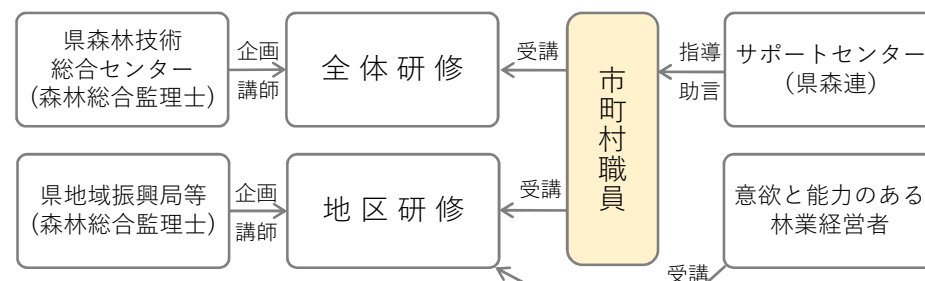 県森林技術
総合センター
(森林総合監理士)
企画
講師
全体研修
受講
市町村職員
指導
助言
サポートセンター
(県森連)
県地域振興局等
(森林総合監理士)
企画
講師
地区研修
受講
意欲と能力のある
林業経営者
受講